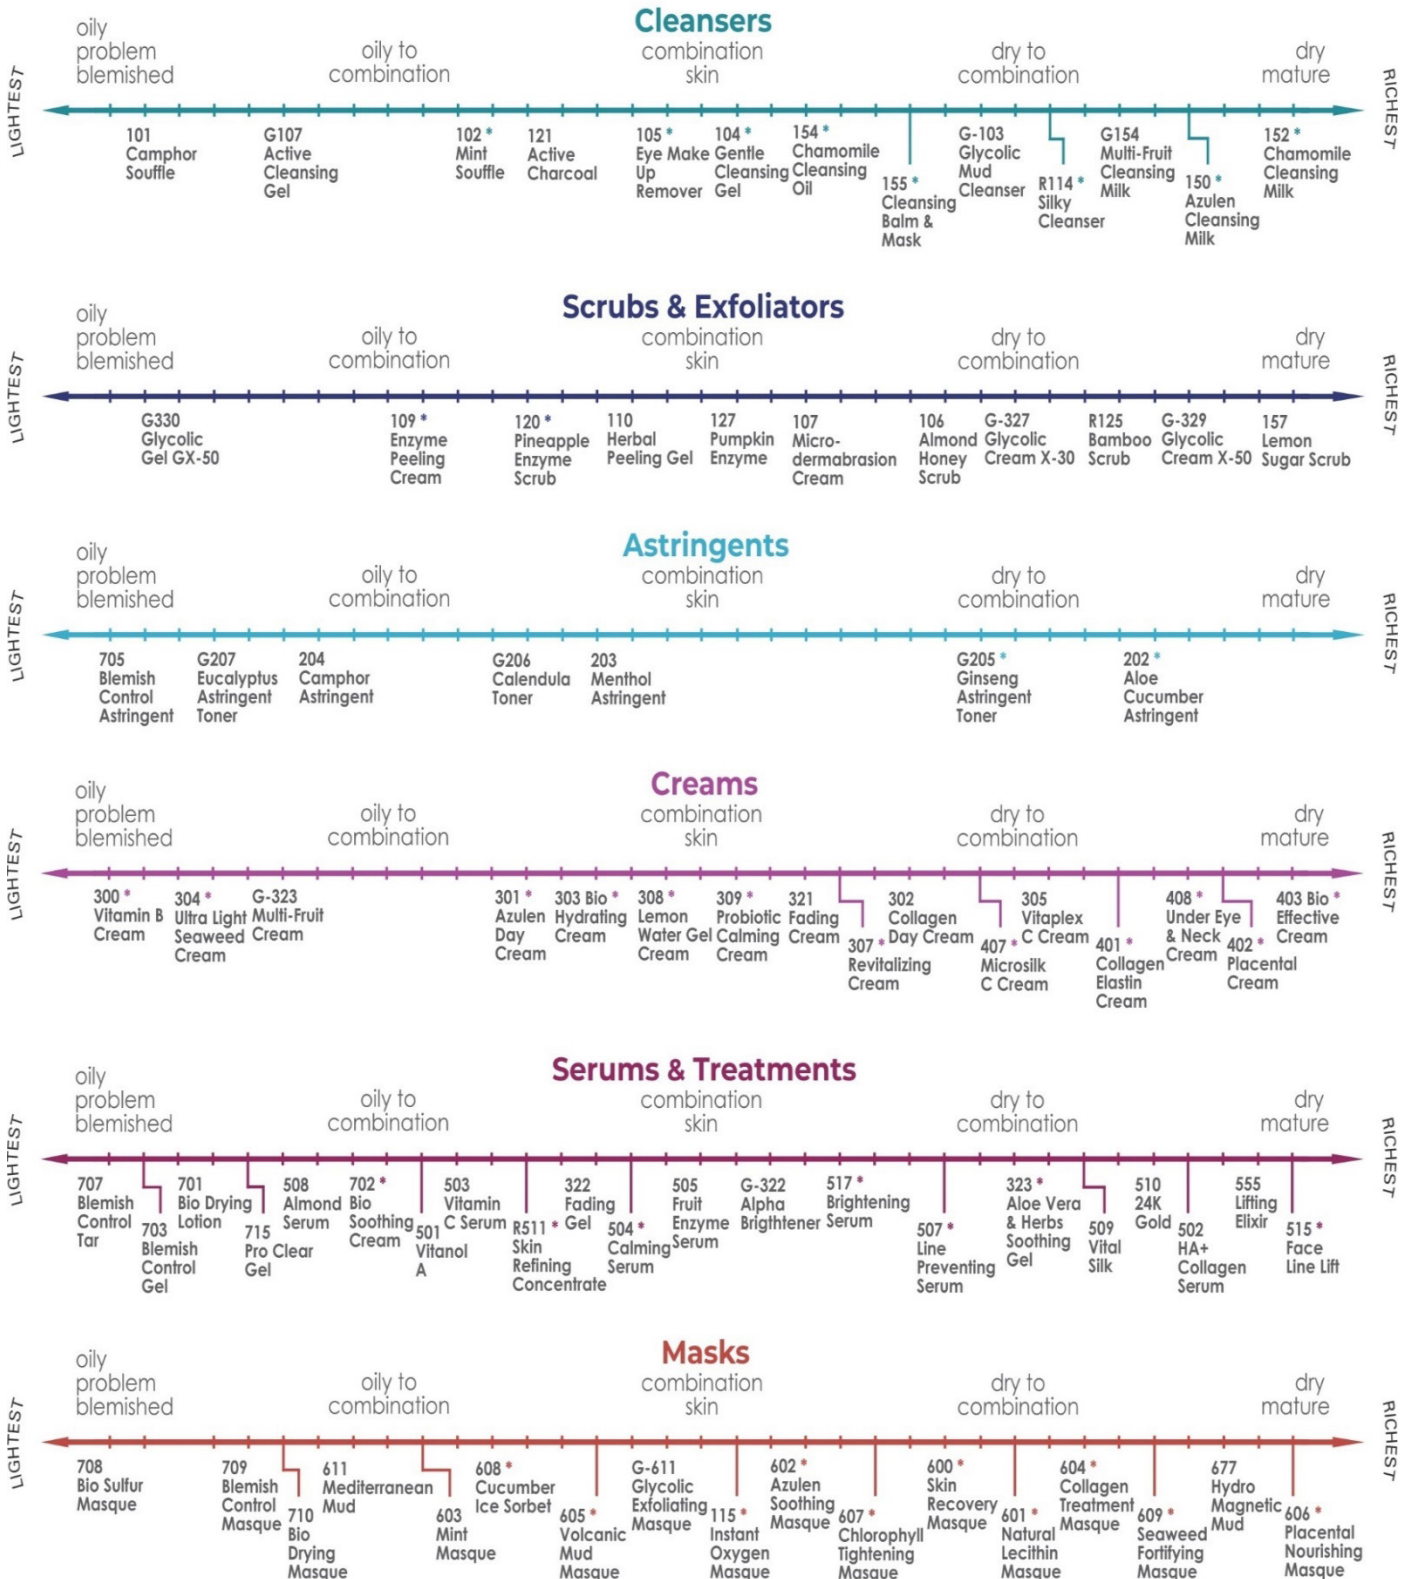 Cleansers
oily
problem
blemished
oily to
combination
combination
skin
dry to
combination
dry
mature
LIGHTEST
RICHEST
101
Camphor
Souffle
G107
Active
Cleansing
Gel
102 *
Mint
Souffle
121
Active
Charcoal
105 *
Eye Make
Up
Remover
104 *
Gentle
Cleansing
Gel
154 *
Chamomile
Cleansing
Oil
155 *
Cleansing
Balm &
Mask
G-103
Glycolic
Mud
Cleanser
R114 *
Silky
Cleanser
G154
Multi-Fruit
Cleansing
Milk
150 *
Azulen
Cleansing
Milk
152 *
Chamomile
Cleansing
Milk
Scrubs & Exfoliators
oily
problem
blemished
oily to
combination
combination
skin
dry to
combination
dry
mature
LIGHTEST
RICHEST
G330
Glycolic
Gel GX-50
109 *
Enzyme
Peeling
Cream
120 *
Pineapple
Enzyme
Scrub
110
Herbal
Peeling Gel
127
Pumpkin
Enzyme
107
Micro-
dermabrasion
Cream
106
Almond
Honey
Scrub
G-327
Glycolic
Cream X-30
R125
Bamboo
Scrub
G-329
Glycolic
Cream X-50
157
Lemon
Sugar Scrub
Astringents
oily
problem
blemished
oily to
combination
combination
skin
dry to
combination
dry
mature
LIGHTEST
RICHEST
705
Blemish
Control
Astringent
G207
Eucalyptus
Astringent
Toner
204
Camphor
Astringent
G206
Calendula
Toner
203
Menthol
Astringent
G205 *
Ginseng
Astringent
Toner
202 *
Aloe
Cucumber
Astringent
Creams
oily
problem
blemished
oily to
combination
combination
skin
dry to
combination
dry
mature
LIGHTEST
RICHEST
300 *
Vitamin B
Cream
304 *
Ultra Light
Seaweed
Cream
G-323
Multi-Fruit
Cream
301 *
Azulen
Day
Cream
303 Bio *
Hydrating
Cream
308 *
Lemon
Water Gel
Cream
309 *
Probiotic
Calming
Cream
321
Fading
Cream
307 *
Revitalizing
Cream
302
Collagen
Day Cream
407 *
Microsilk
C Cream
305
Vitaplex
C Cream
401 *
Collagen
Elastin
Cream
408 *
Under Eye
& Neck
Cream
402 *
Placental
Cream
403 Bio *
Effective
Cream
Serums & Treatments
oily
problem
blemished
oily to
combination
combination
skin
dry to
combination
dry
mature
LIGHTEST
RICHEST
707
Blemish
Control
Tar
703
Blemish
Control
Gel
701
Bio Drying
Lotion
715
Pro Clear
Gel
508
Almond
Serum
702 *
Bio
Soothing
Cream
501
Vitanol
A
503
Vitamin
C Serum
R511 *
Skin
Refining
Concentrate
322
Fading
Gel
504 *
Calming
Serum
505
Fruit
Enzyme
Serum
G-322
Alpha
Brigthtener
517 *
Brightening
Serum
507 *
Line
Preventing
Serum
323 *
Aloe Vera
& Herbs
Soothing
Gel
509
Vital
Silk
510
24K
Gold
502
HA+
Collagen
Serum
555
Lifting
Elixir
515 *
Face
Line Lift
Masks
oily
problem
blemished
oily to
combination
combination
skin
dry to
combination
dry
mature
LIGHTEST
RICHEST
708
Bio Sulfur
Masque
709
Blemish
Control
Masque
710
Bio
Drying
Masque
611
Mediterranean
Mud
603
Mint
Masque
608 *
Cucumber
Ice Sorbet
605 *
Volcanic
Mud
Masque
G-611
Glycolic
Exfoliating
Masque
115 *
Instant
Oxygen
Masque
602 *
Azulen
Soothing
Masque
607 *
Chlorophyll
Tightening
Masque
600 *
Skin
Recovery
Masque
601 *
Natural
Lecithin
Masque
604 *
Collagen
Treatment
Masque
609 *
Seaweed
Fortifying
Masque
677
Hydro
Magnetic
Mud
606 *
Placental
Nourishing
Masque